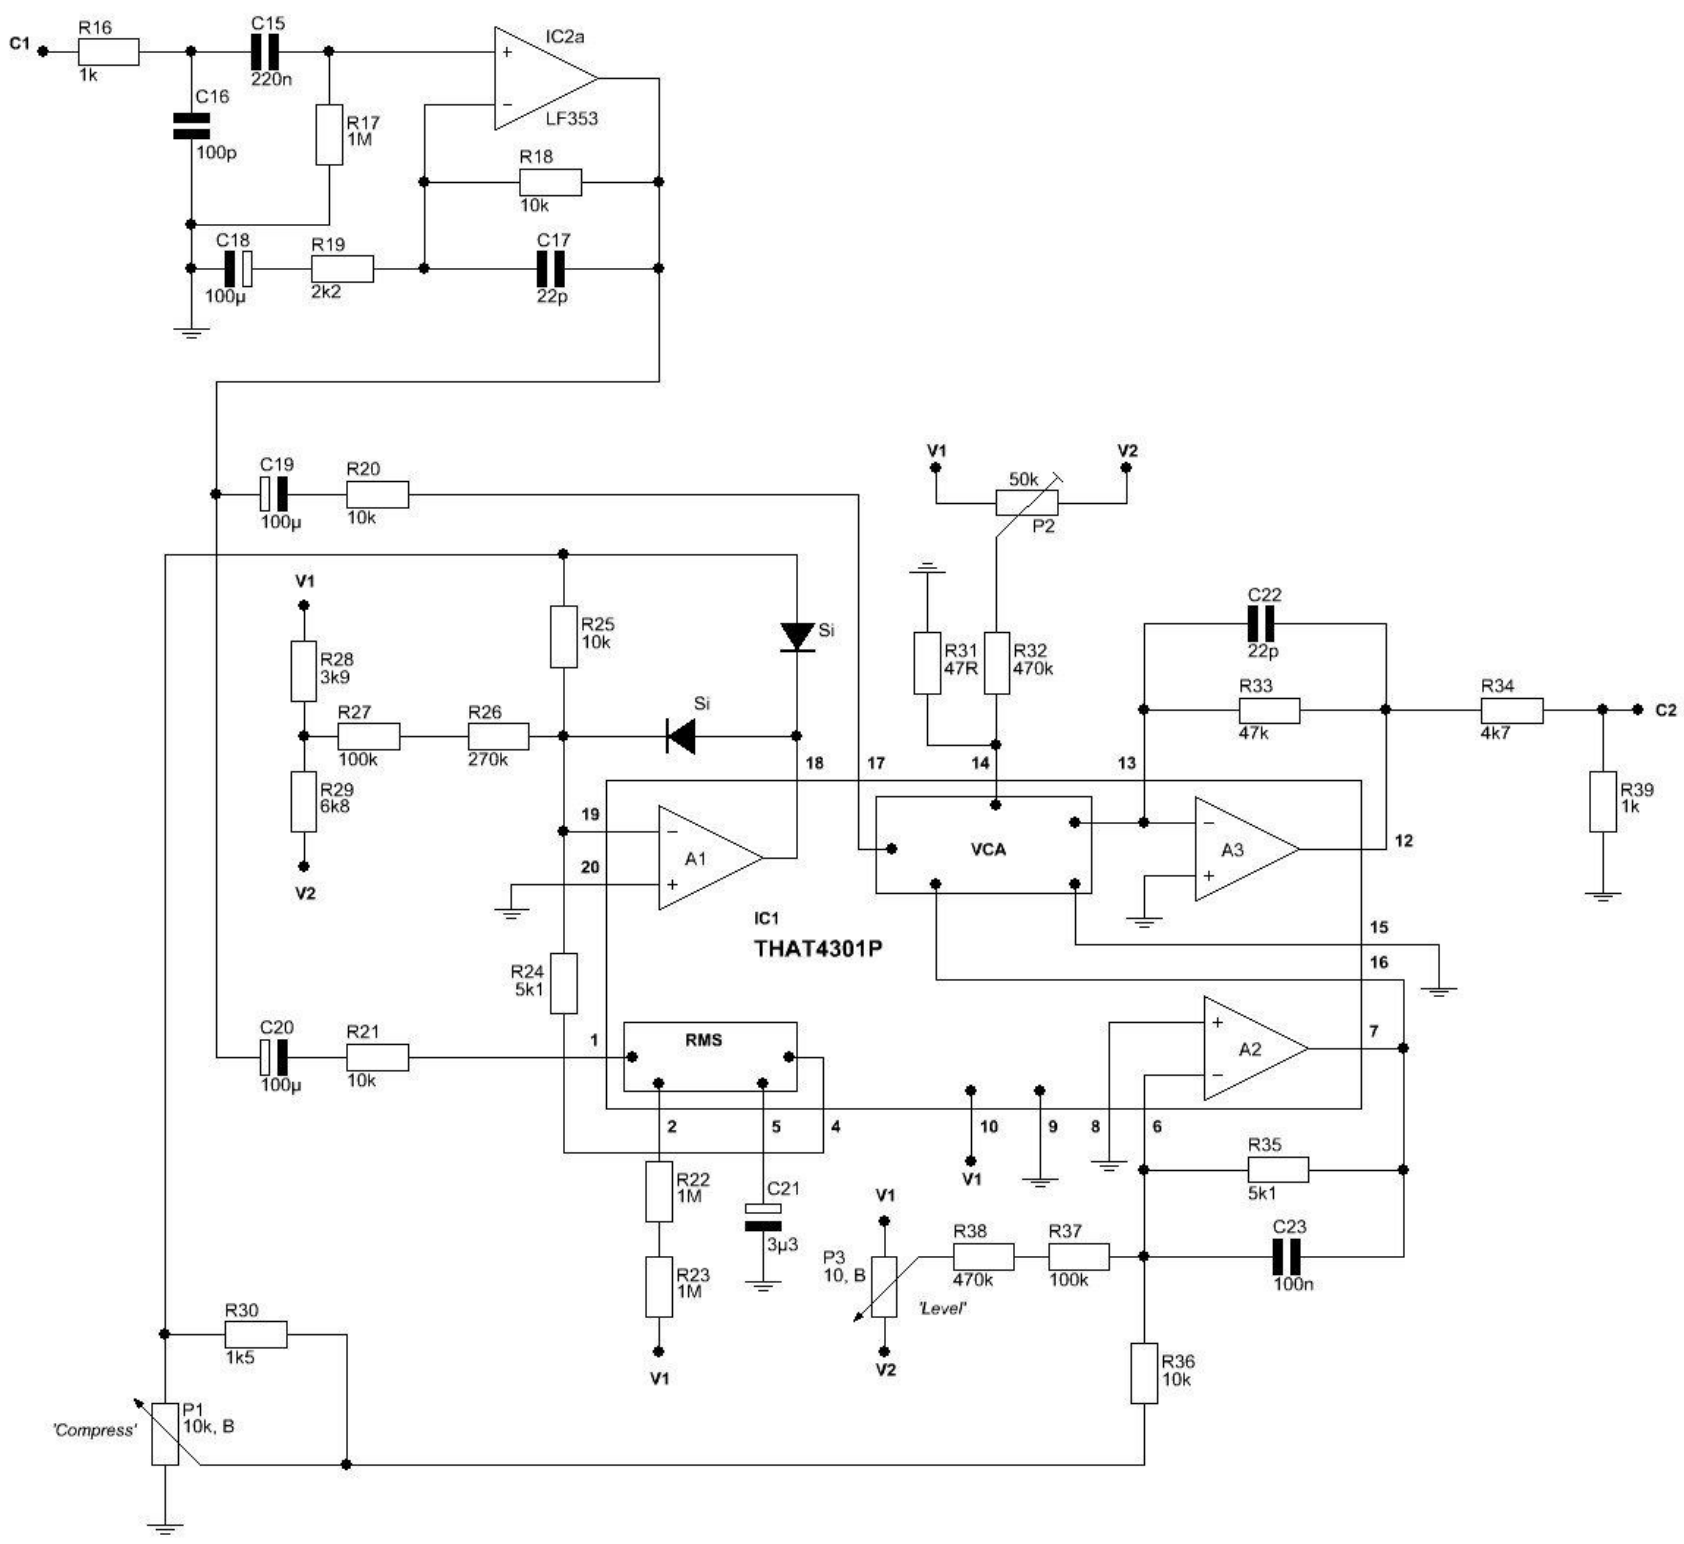 C1
R16
1k
C15
220n
IC2a
+
−
LF353
C16
100p
R17
1M
R18
10k
C18
100µ
R19
2k2
C17
22p
C19
100µ
R20
10k
V1
V2
50k
P2
V1
R28
3k9
R25
10k
Si
R31
47R
R32
470k
C22
22p
R33
47k
R34
4k7
C2
R27
100k
R26
270k
Si
R29
6k8
V2
18
17
14
13
R39
1k
19
20
−
A1
+
VCA
−
A3
+
12
IC1
THAT4301P
15
16
R24
5k1
C20
100µ
R21
10k
1
RMS
+
A2
−
7
2
5
4
10
9
8
6
V1
R22
1M
C21
3µ3
R23
1M
V1
V1
P3
10, B
'Level'
V2
R38
470k
R37
100k
R35
5k1
C23
100n
R36
10k
R30
1k5
'Compress'
P1
10k, B